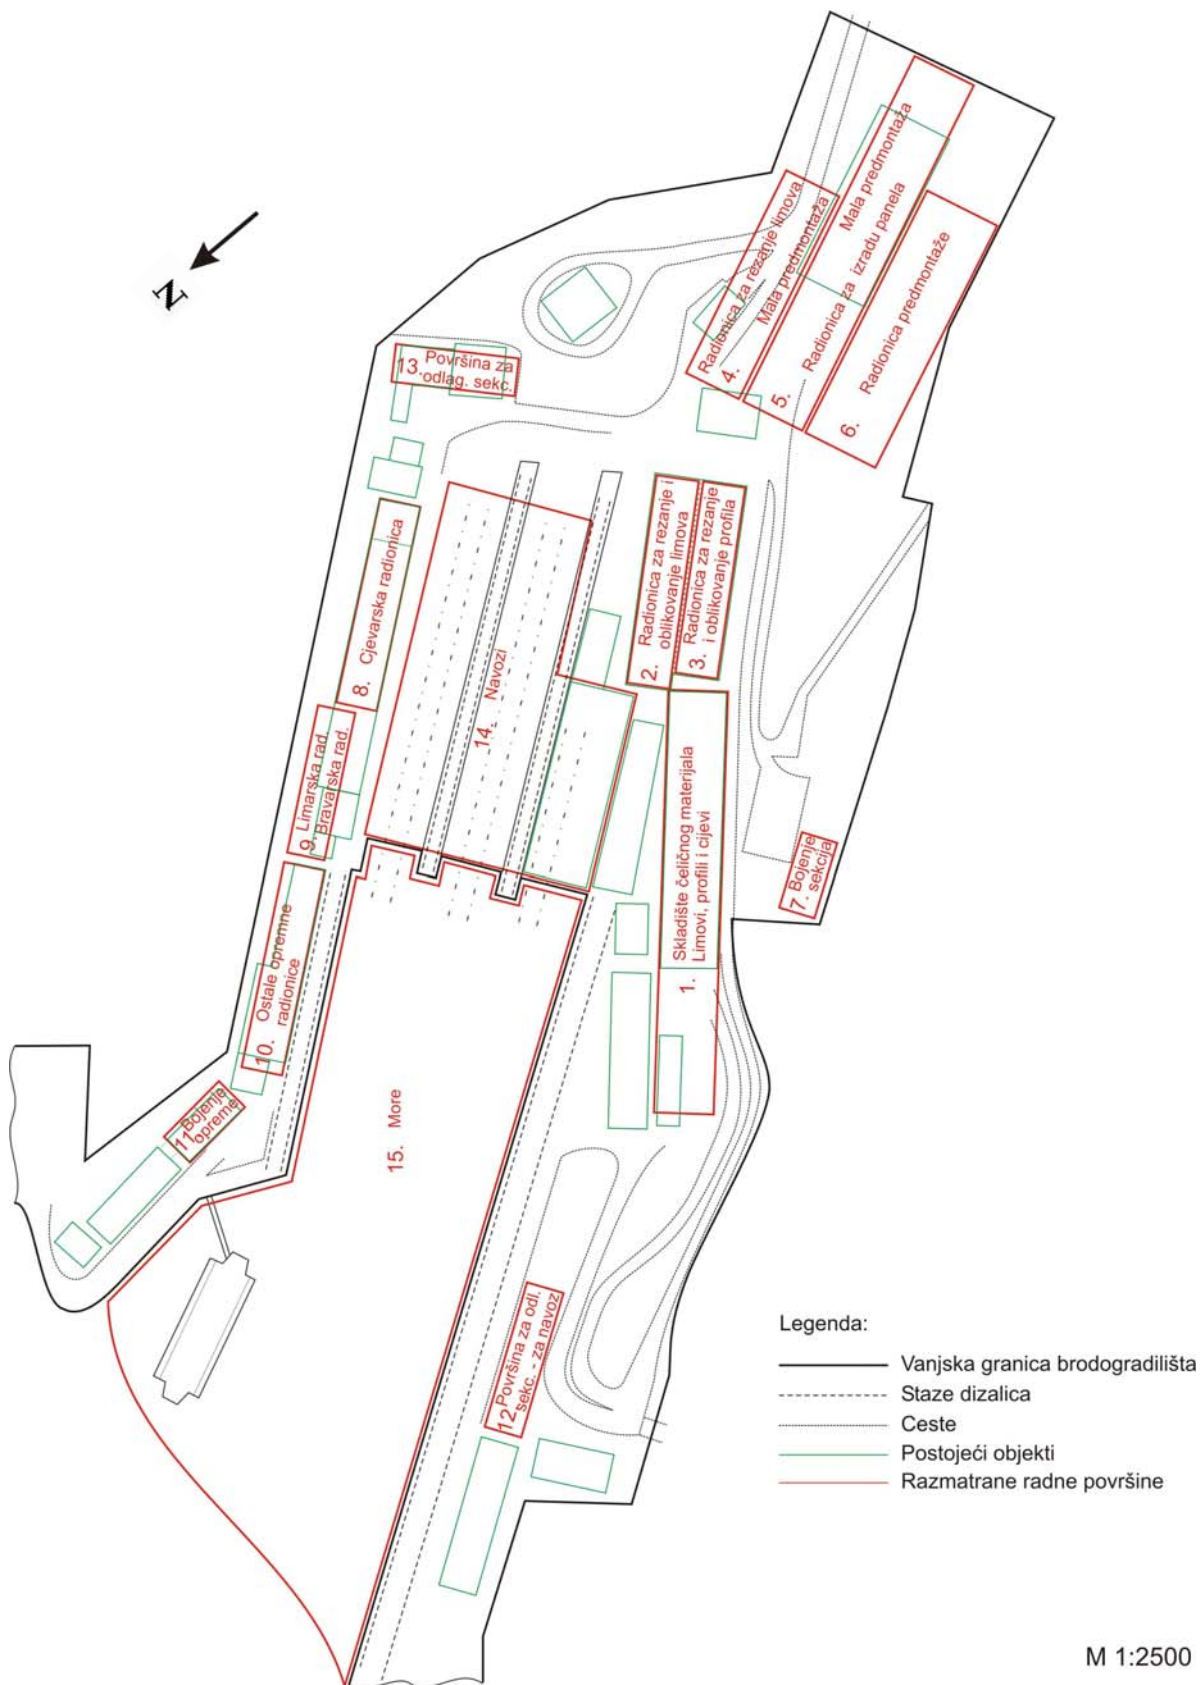 N
4. Radionica za rezanje limova
Mala predmontaža
5. Radionica za izradu panela
Mala predmontaža
6. Radionica predmontaže
13. Površina za
odlag. sekc.
2. Radionica za rezanje i
oblikovanje limova
3. Radionica za rezanje
i oblikovanje profila
8. Cjevarska radionica
14. Navozi
9. Limarska rad.
Bravarska rad.
1. Skladište čeličnog materijala
Limovi, profili i cijevi
7. Bojenje
sekcija
10. Ostale opremne
radionice
11 Bojenje
opreme
15. More
12 Površina za odl.
sekc. - za navoz
Legenda:
Vanjska granica brodogradilišta
Staze dizalica
Ceste
Postojeći objekti
Razmatrane radne površine
M 1:2500